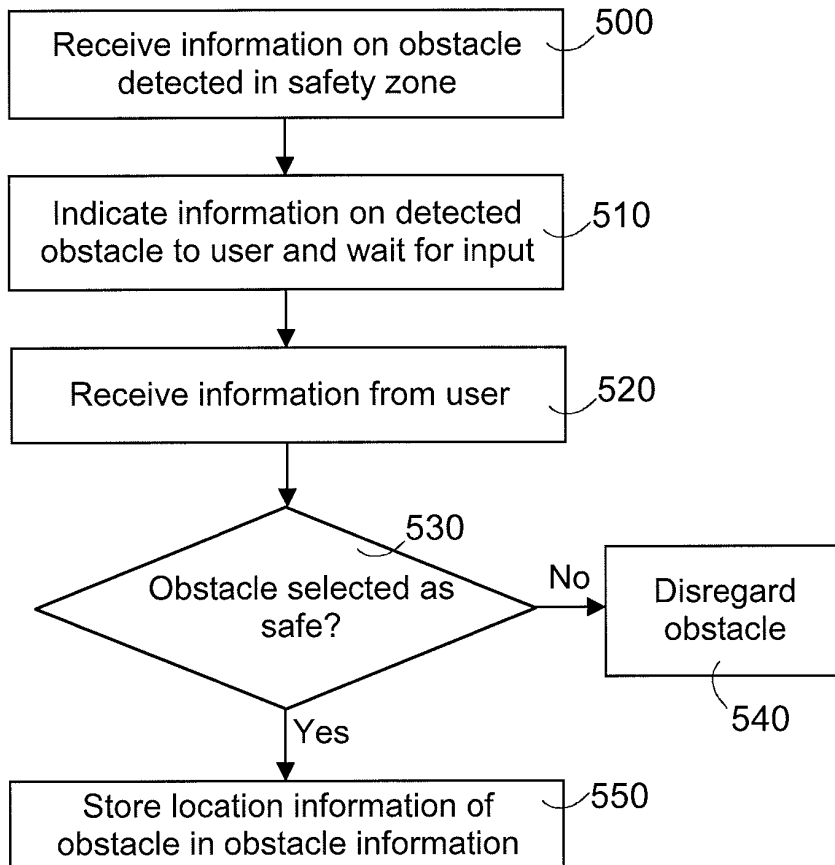 Receive information on obstacle
detected in safety zone
500
Indicate information on detected
obstacle to user and wait for input
510
Receive information from user
520
530
Obstacle selected as
safe?
No
Disregard
obstacle
540
Yes
Store location information of
obstacle in obstacle information
550